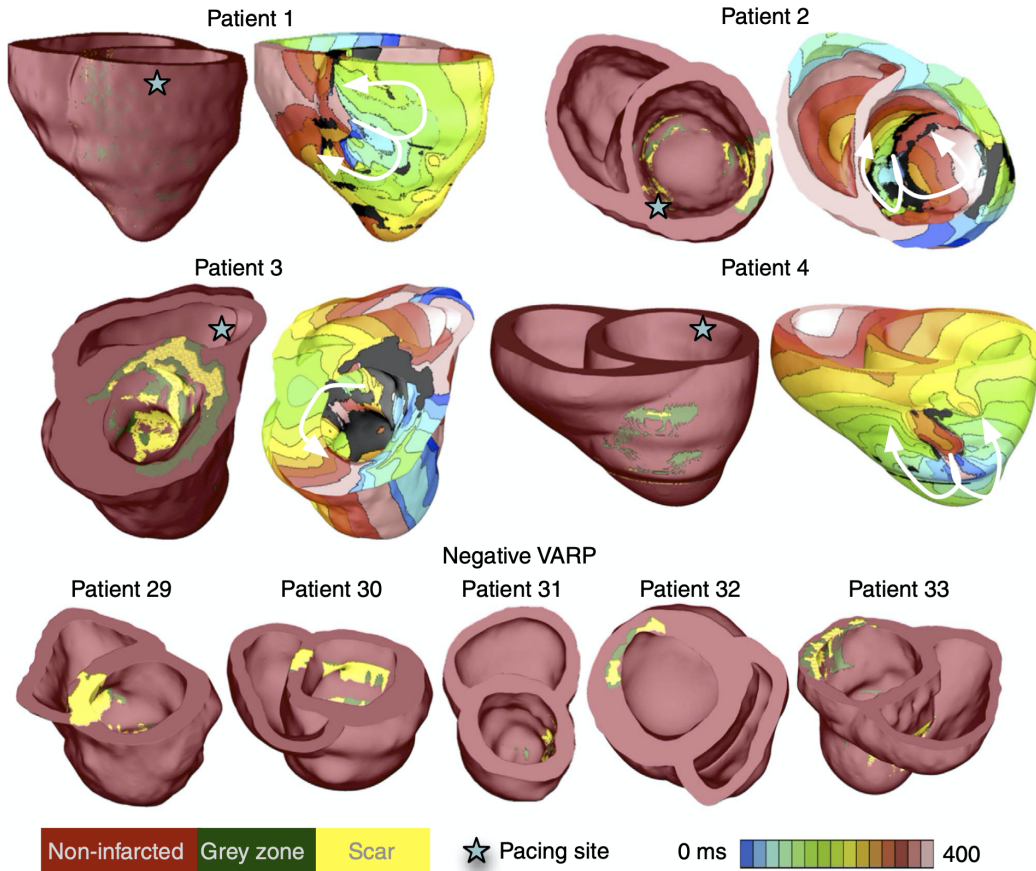 Patient 1
Patient 2
Patient 3
Patient 4
Negative VARP
Patient 29
Patient 30
Patient 31
Patient 32
Patient 33
Non-infarcted
Grey zone
Scar
Pacing site
0 ms
400